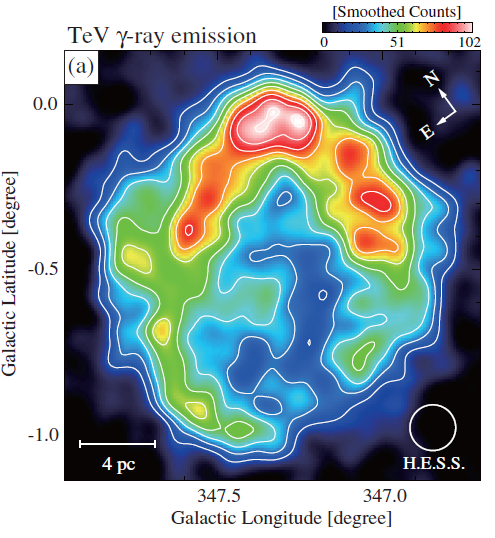 [Smoothed Counts]
TeV γ-ray emission
0 51 102
(a)
N
E
0.0
-0.5
-1.0
Galactic Latitude [degree]
4 pc
H.E.S.S.
347.5 347.0
Galactic Longitude [degree]